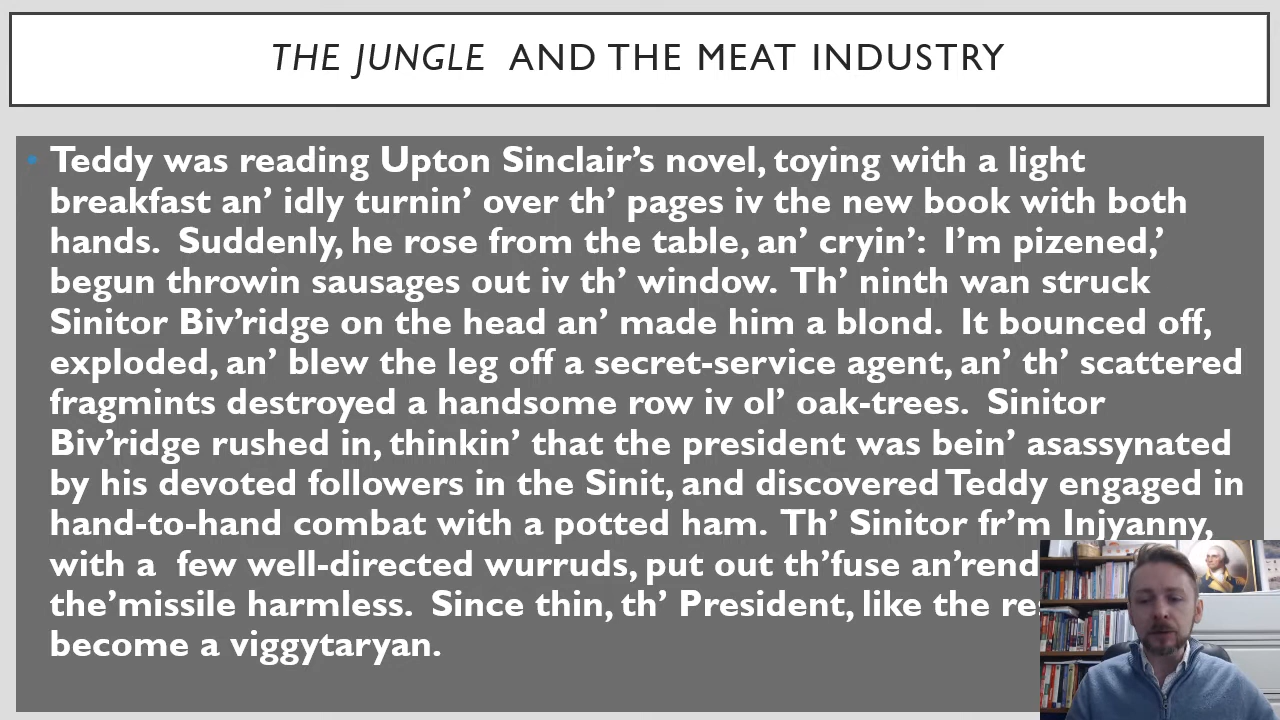 THE JUNGLE AND THE MEAT INDUSTRY
• Teddy was reading Upton Sinclair’s novel, toying with a light
breakfast an’ idly turnin’ over th’ pages iv the new book with both
hands. Suddenly, he rose from the table, an’ cryin’: I’m pizened,’
begun throwin sausages out iv th’ window. Th’ ninth wan struck
Sinitor Biv’ridge on the head an’ made him a blond. It bounced off,
exploded, an’ blew the leg off a secret-service agent, an’ th’ scattered
fragmints destroyed a handsome row iv ol’ oak-trees. Sinitor
Biv’ridge rushed in, thinkin’ that the president was bein’ asassynated
by his devoted followers in the Sinit, and discovered Teddy engaged in
hand-to-hand combat with a potted ham. Th’ Sinitor fr’m Injyanny,
with a few well-directed wurruds, put out th’fuse an’rend
the’missile harmless. Since thin, th’ President, like the
become a viggytaryan.